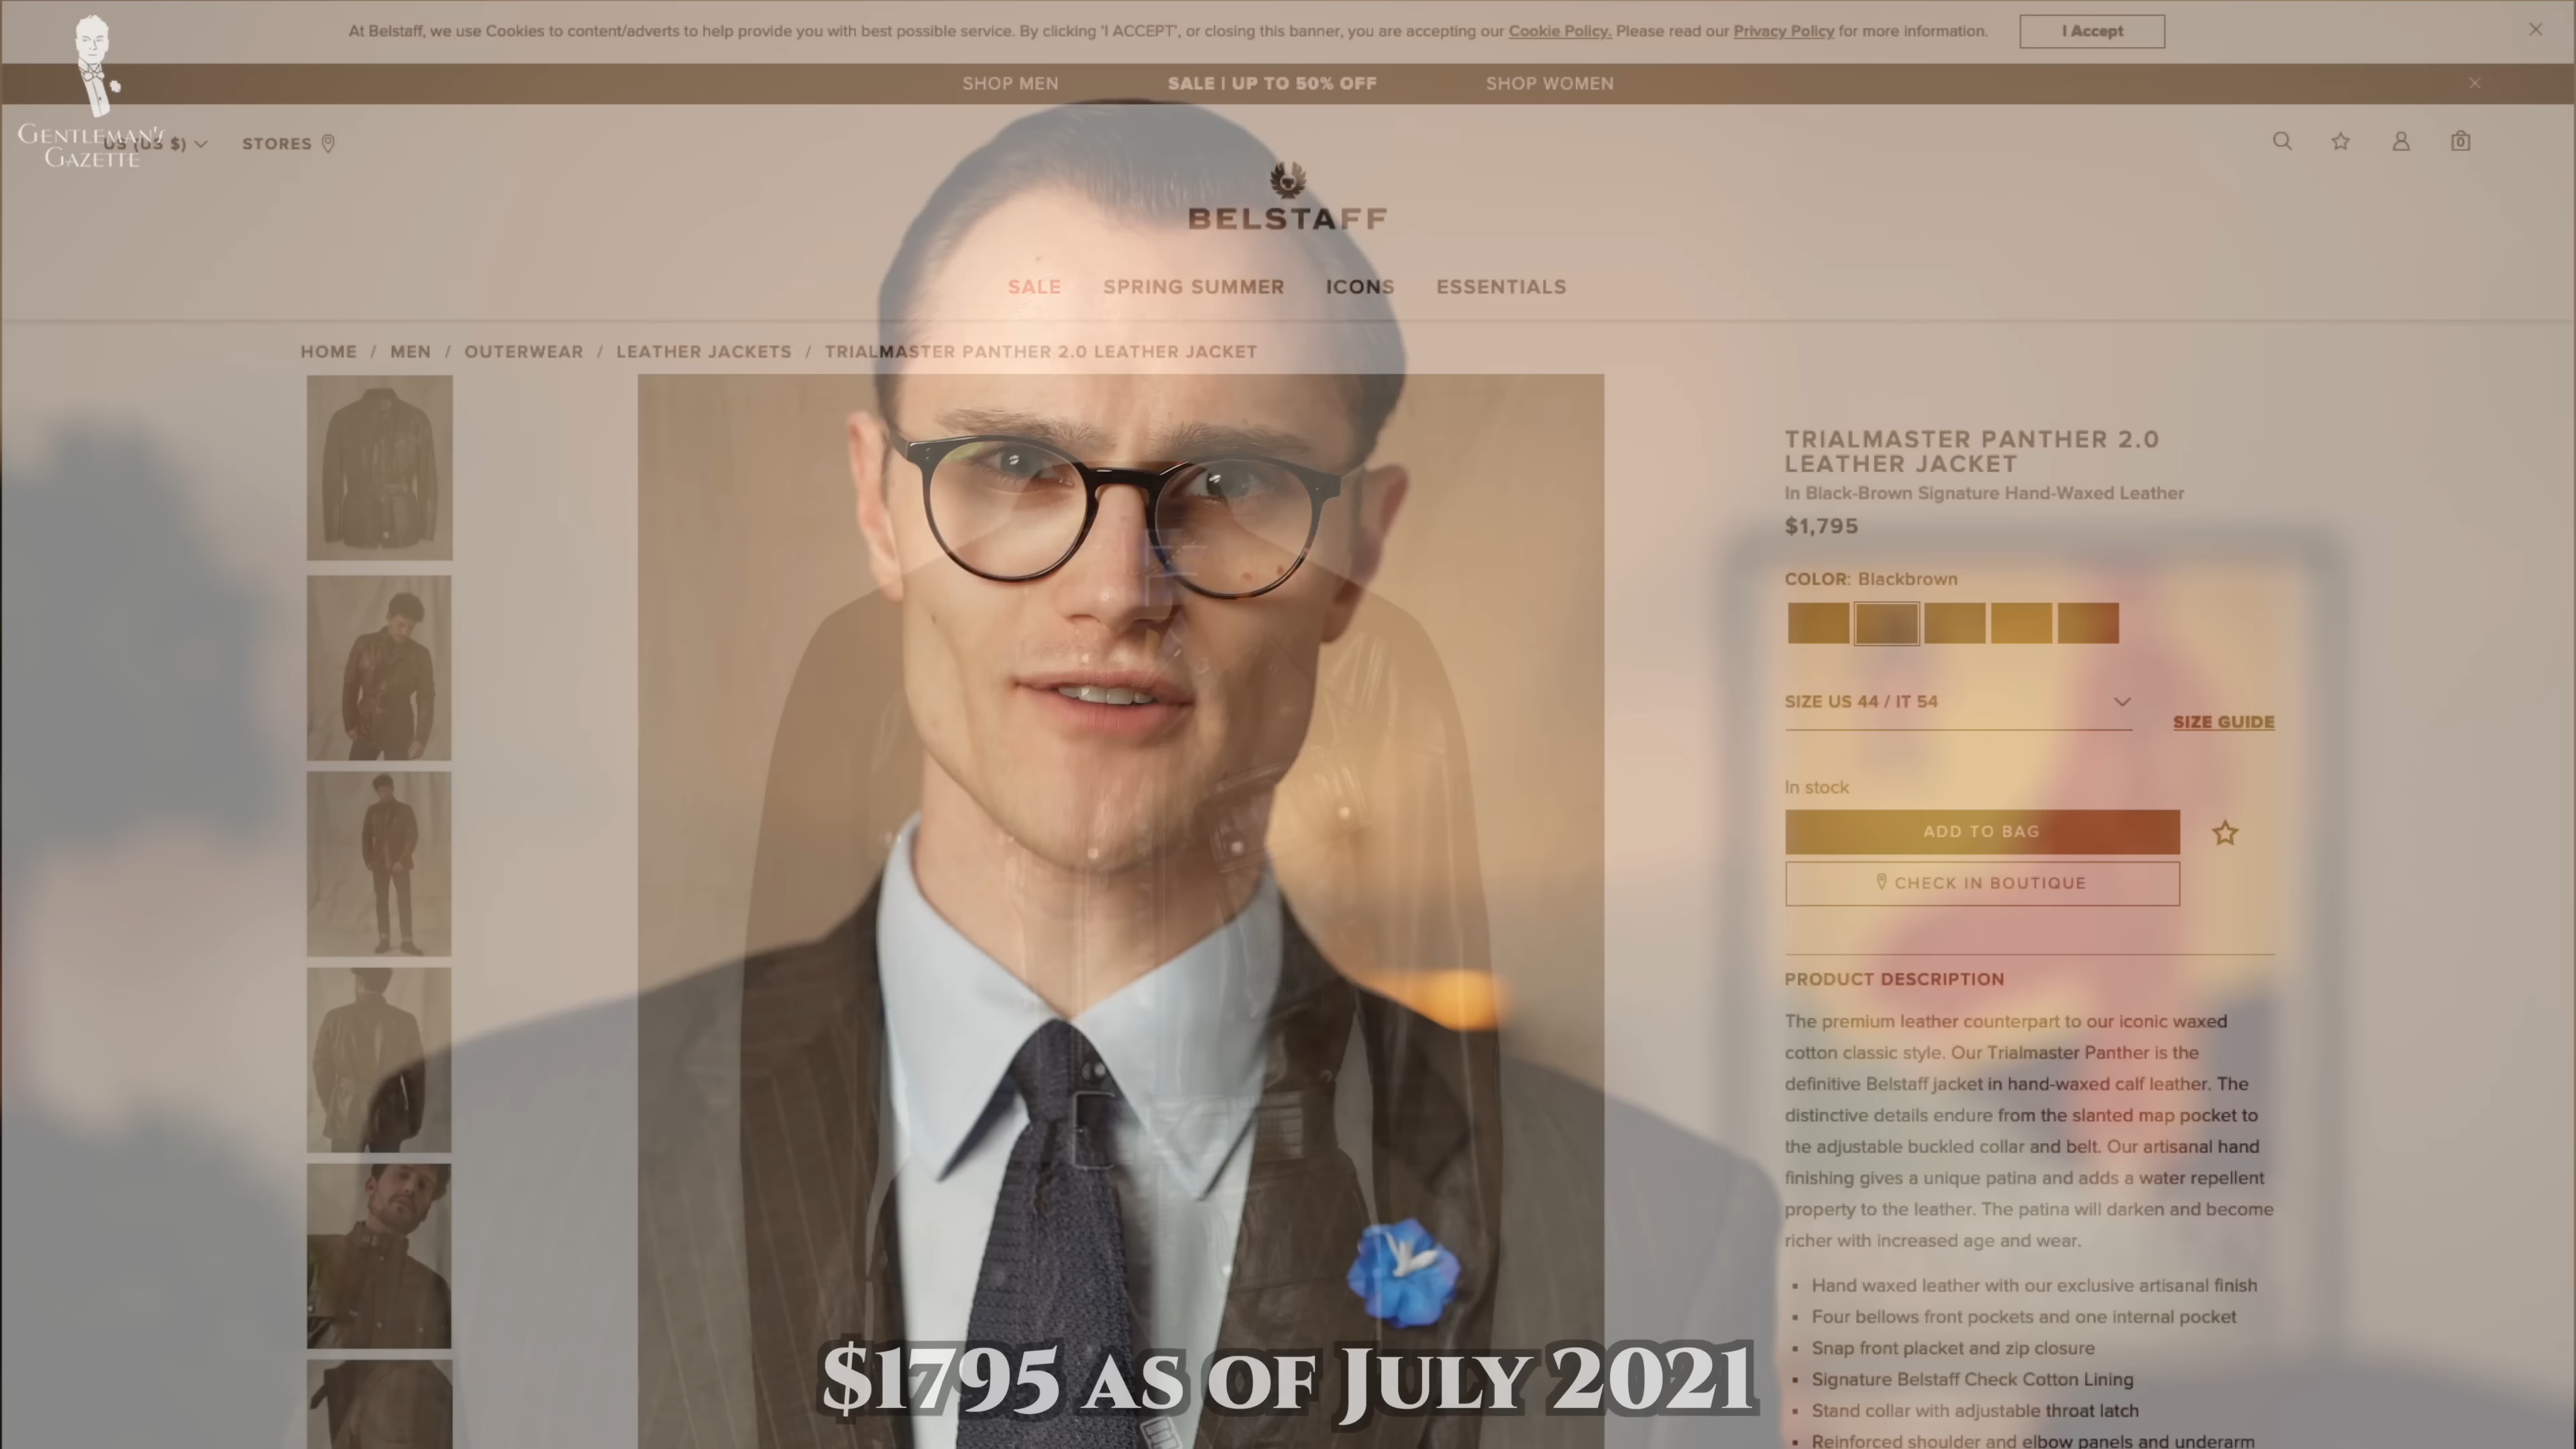 At Belstaff, we use Cookies to content/adverts to help provide you with best possible service. By clicking 'I ACCEPT', or closing this banner, you are accepting our Cookie Policy. Please read our Privacy Policy for more information.
I Accept
SHOP MEN
SALE | UP TO 50% OFF
SHOP WOMEN
GENTLEMAN'S
GAZETTE
US (US $)
STORES
0
BELSTAFF
SALE
SPRING SUMMER
ICONS
ESSENTIALS
HOME / MEN / OUTERWEAR / LEATHER JACKETS / TRIALMASTER PANTHER 2.0 LEATHER JACKET
TRIALMASTER PANTHER 2.0
LEATHER JACKET
In Black-Brown Signature Hand-Waxed Leather
$1,795
COLOR: Blackbrown
SIZE US 44 / IT 54
SIZE GUIDE
In stock
ADD TO BAG
CHECK IN BOUTIQUE
PRODUCT DESCRIPTION
The premium leather counterpart to our iconic waxed
cotton classic style. Our Trialmaster Panther is the
definitive Belstaff jacket in hand-waxed calf leather. The
distinctive details endure from the slanted map pocket to
the adjustable buckled collar and belt. Our artisanal hand
finishing gives a unique patina and adds a water repellent
property to the leather. The patina will darken and become
richer with increased age and wear.
▪ Hand waxed leather with our exclusive artisanal finish
▪ Four bellows front pockets and one internal pocket
▪ Snap front placket and zip closure
▪ Signature Belstaff Check Cotton Lining
▪ Stand collar with adjustable throat latch
▪ Reinforced shoulder and elbow panels and underarm
$1795 AS OF JULY 2021